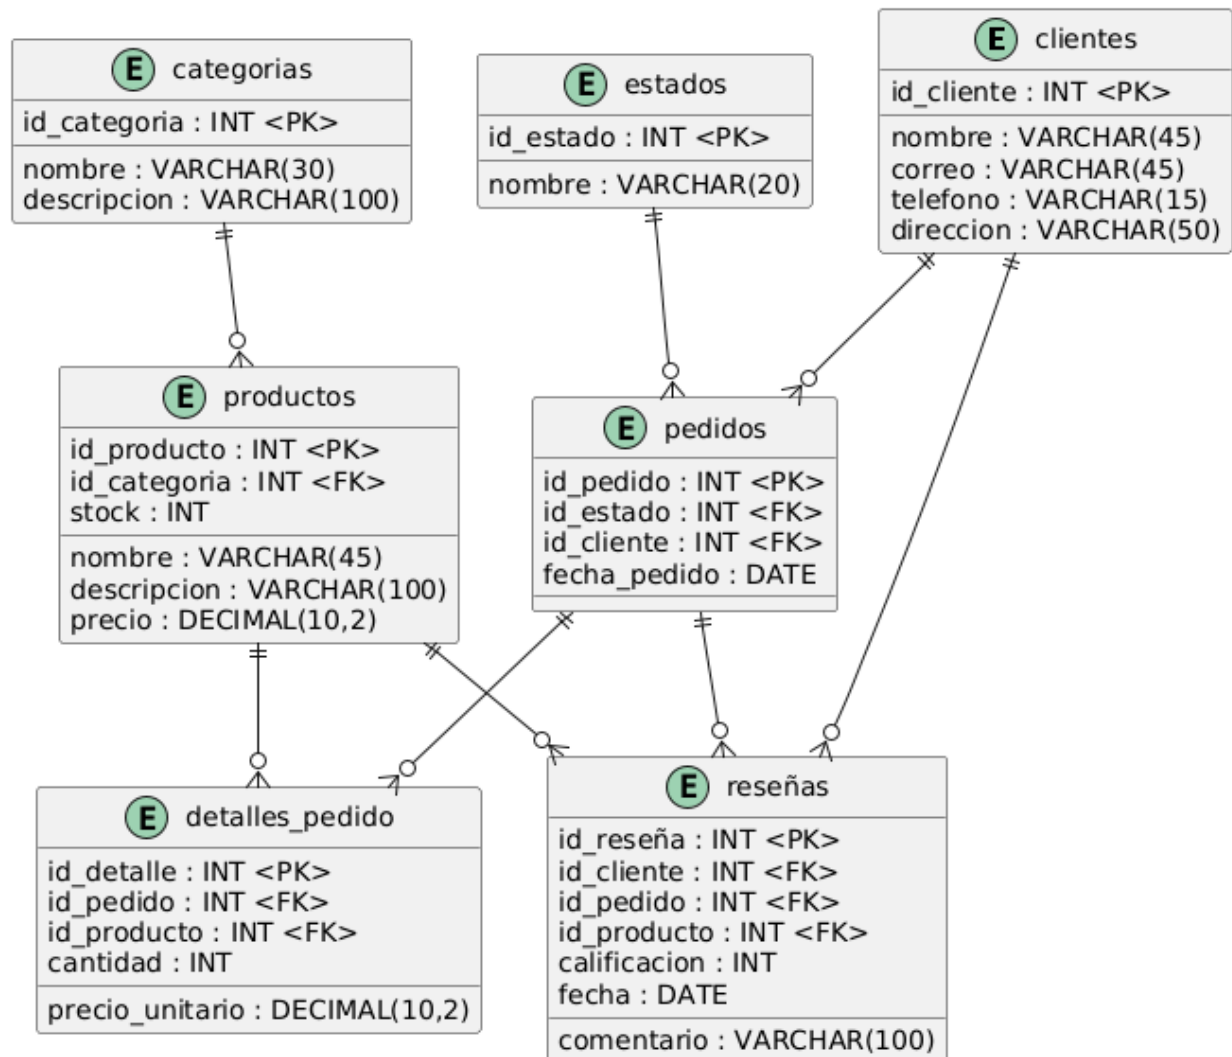 E categorias
id_categoria : INT <PK>
nombre : VARCHAR(30)
descripcion : VARCHAR(100)
E estados
id_estado : INT <PK>
nombre : VARCHAR(20)
E clientes
id_cliente : INT <PK>
nombre : VARCHAR(45)
correo : VARCHAR(45)
telefono : VARCHAR(15)
direccion : VARCHAR(50)
E productos
id_producto : INT <PK>
id_categoria : INT <FK>
stock : INT
nombre : VARCHAR(45)
descripcion : VARCHAR(100)
precio : DECIMAL(10,2)
E pedidos
id_pedido : INT <PK>
id_estado : INT <FK>
id_cliente : INT <FK>
fecha_pedido : DATE
E detalles_pedido
id_detalle : INT <PK>
id_pedido : INT <FK>
id_producto : INT <FK>
cantidad : INT
precio_unitario : DECIMAL(10,2)
E reseñas
id_reseña : INT <PK>
id_cliente : INT <FK>
id_pedido : INT <FK>
id_producto : INT <FK>
calificacion : INT
fecha : DATE
comentario : VARCHAR(100)